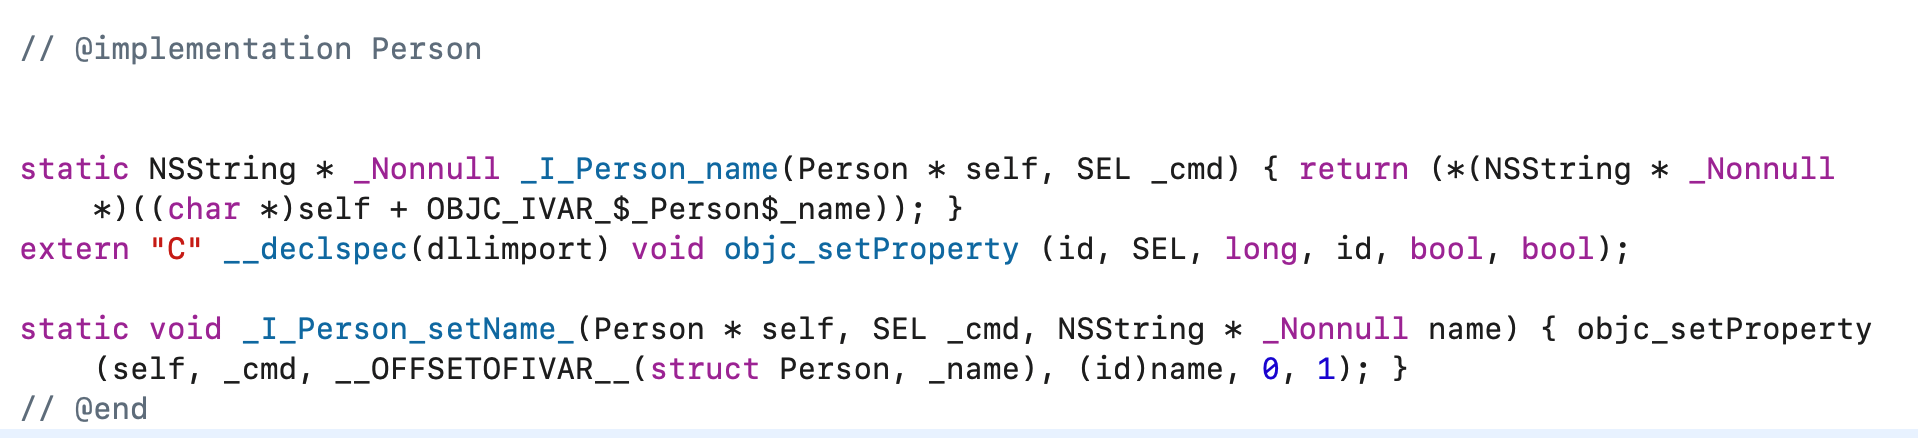 // @implementation Person
static NSString * _Nonnull _I_Person_name(Person * self, SEL _cmd) { return (*(NSString * _Nonnull
*)((char *)self + OBJC_IVAR_$_Person$_name)); }
extern "C" __declspec(dllimport) void objc_setProperty (id, SEL, long, id, bool, bool);
static void _I_Person_setName_(Person * self, SEL _cmd, NSString * _Nonnull name) { objc_setProperty
(self, _cmd, __OFFSETOFIVAR__(struct Person, _name), (id)name, 0, 1); }
// @end